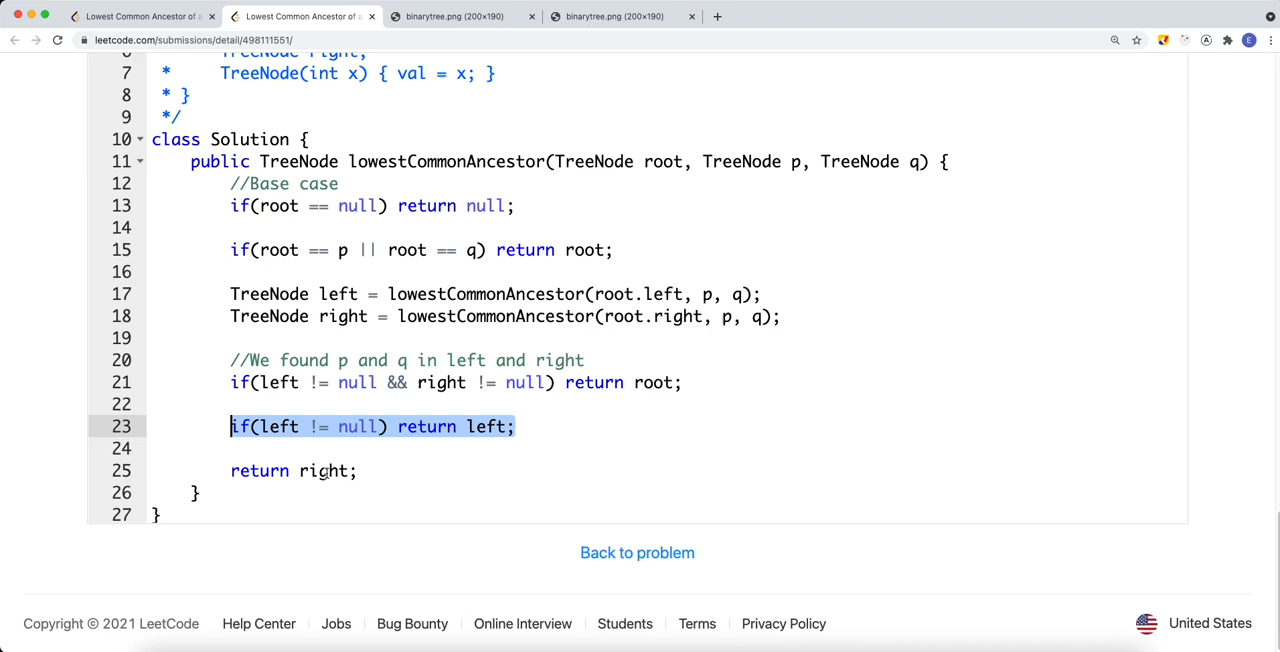 Lowest Common Ancestor of a
Lowest Common Ancestor of a
binarytree.png (200×190)
binarytree.png (200×190)
leetcode.com/submissions/detail/498111551/
A
E
6 * TreeNode right;
7 * TreeNode(int x) { val = x; }
8 * }
9 */
10 class Solution {
11 public TreeNode lowestCommonAncestor(TreeNode root, TreeNode p, TreeNode q) {
12 //Base case
13 if(root == null) return null;
14
15 if(root == p || root == q) return root;
16
17 TreeNode left = lowestCommonAncestor(root.left, p, q);
18 TreeNode right = lowestCommonAncestor(root.right, p, q);
19
20 //We found p and q in left and right
21 if(left != null && right != null) return root;
22
23 if(left != null) return left;
24
25 return right;
26 }
27 }
Back to problem
Copyright © 2021 LeetCode Help Center Jobs Bug Bounty Online Interview Students Terms Privacy Policy United States